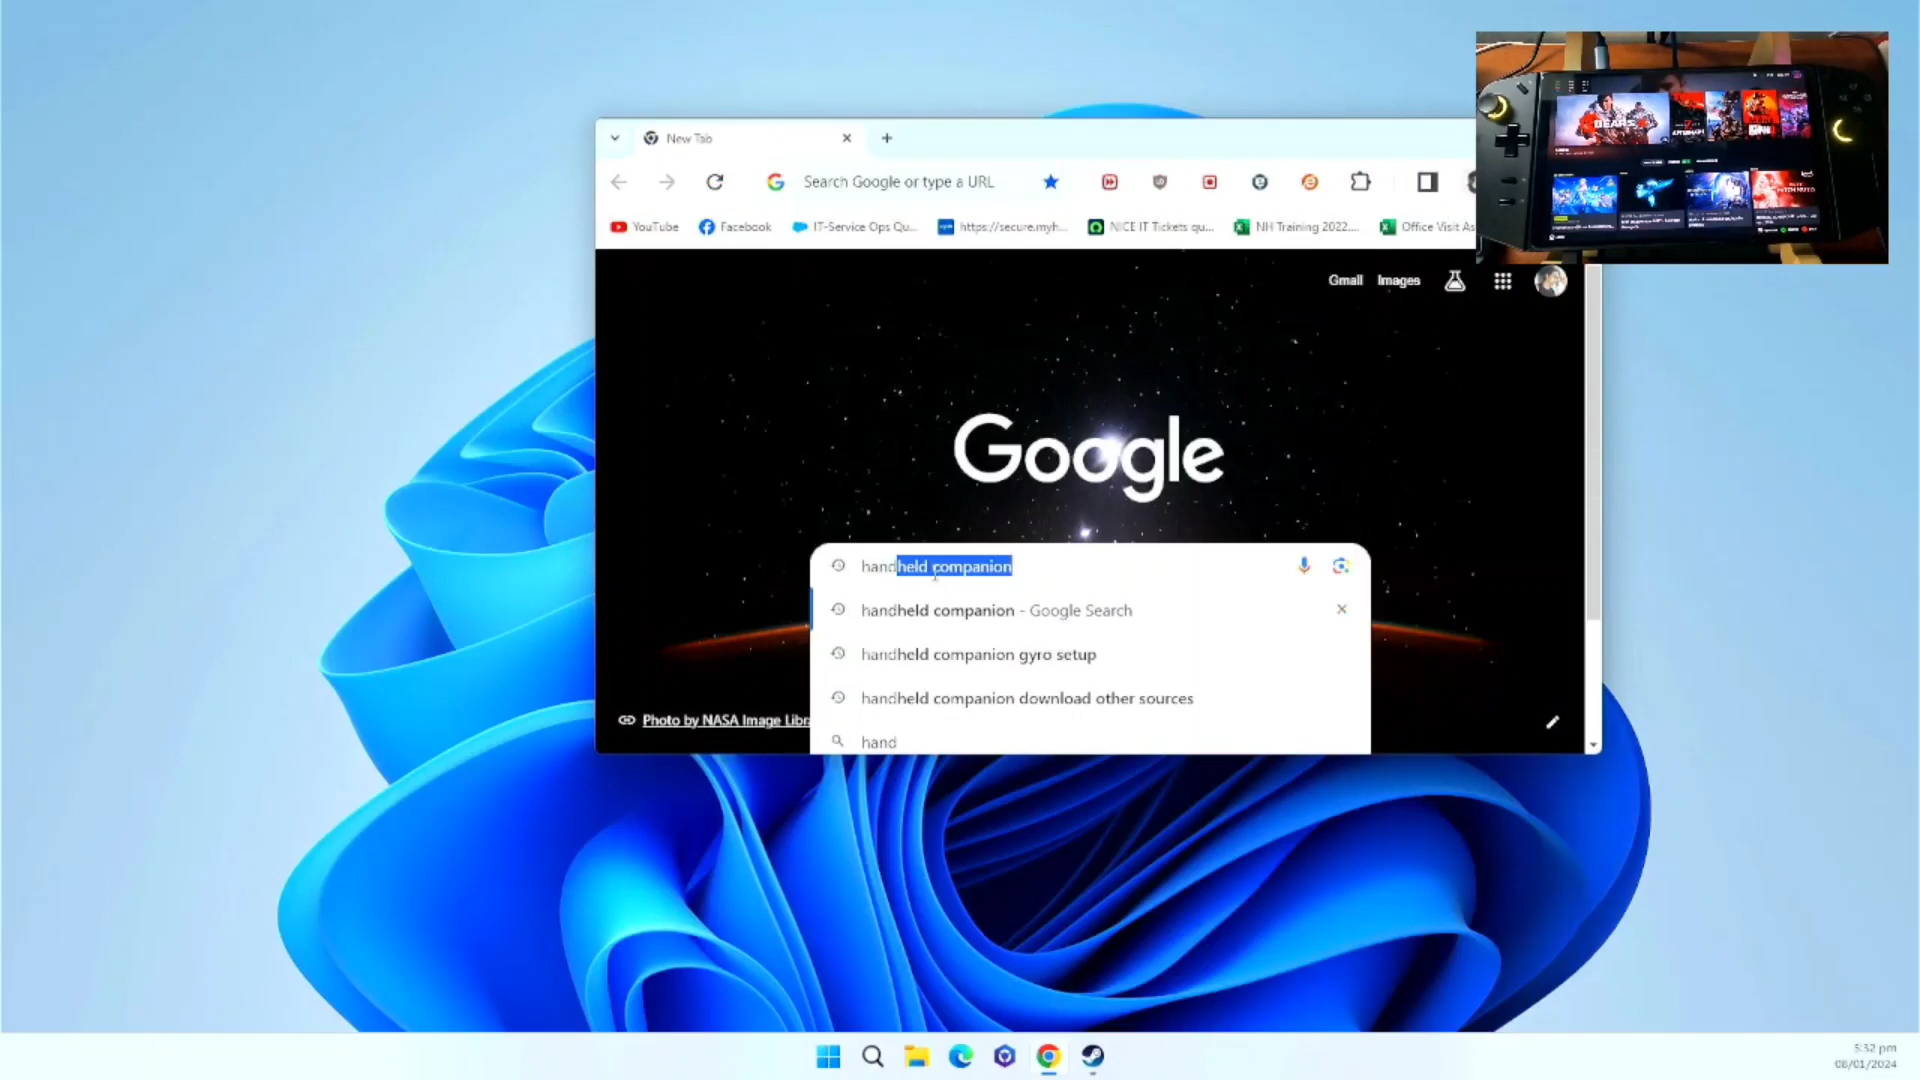 New Tab
Search Google or type a URL
YouTube
Facebook
IT-Service Ops Qu...
https://secure.myh...
NICE IT Tickets qu...
NH Training 2022....
Office Visit As
GEARS
Gmail
Images
Google
handheld companion
handheld companion - Google Search
handheld companion gyro setup
handheld companion download other sources
hand
Photo by NASA Image Libra
5:32 pm
08/01/2024